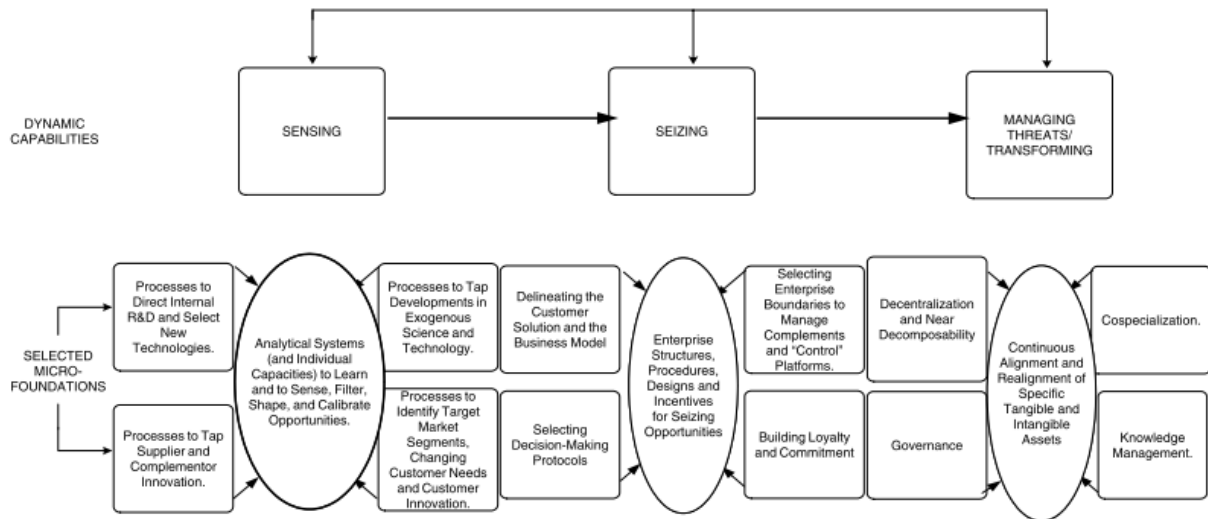 DYNAMIC
CAPABILITIES
SENSING
SEIZING
MANAGING
THREATS/
TRANSFORMING
SELECTED
MICRO-
FOUNDATIONS
Processes to
Direct Internal
R&D and Select
New
Technologies.
Processes to Tap
Supplier and
Complementor
Innovation.
Analytical Systems
(and Individual
Capacities) to Learn
and to Sense, Filter,
Shape, and Calibrate
Opportunities.
Processes to Tap
Developments in
Exogenous
Science and
Technology.
Processes to
Identify Target
Market
Segments,
Changing
Customer Needs
and Customer
Innovation.
Delineating the
Customer
Solution and the
Business Model
Selecting
Decision-Making
Protocols
Enterprise
Structures,
Procedures,
Designs and
Incentives
for Seizing
Opportunities
Selecting
Enterprise
Boundaries to
Manage
Complements
and “Control”
Platforms.
Building Loyalty
and Commitment
Decentralization
and Near
Decomposability
Governance
Continuous
Alignment and
Realignment of
Specific
Tangible and
Intangible
Assets
Cospecialization.
Knowledge
Management.